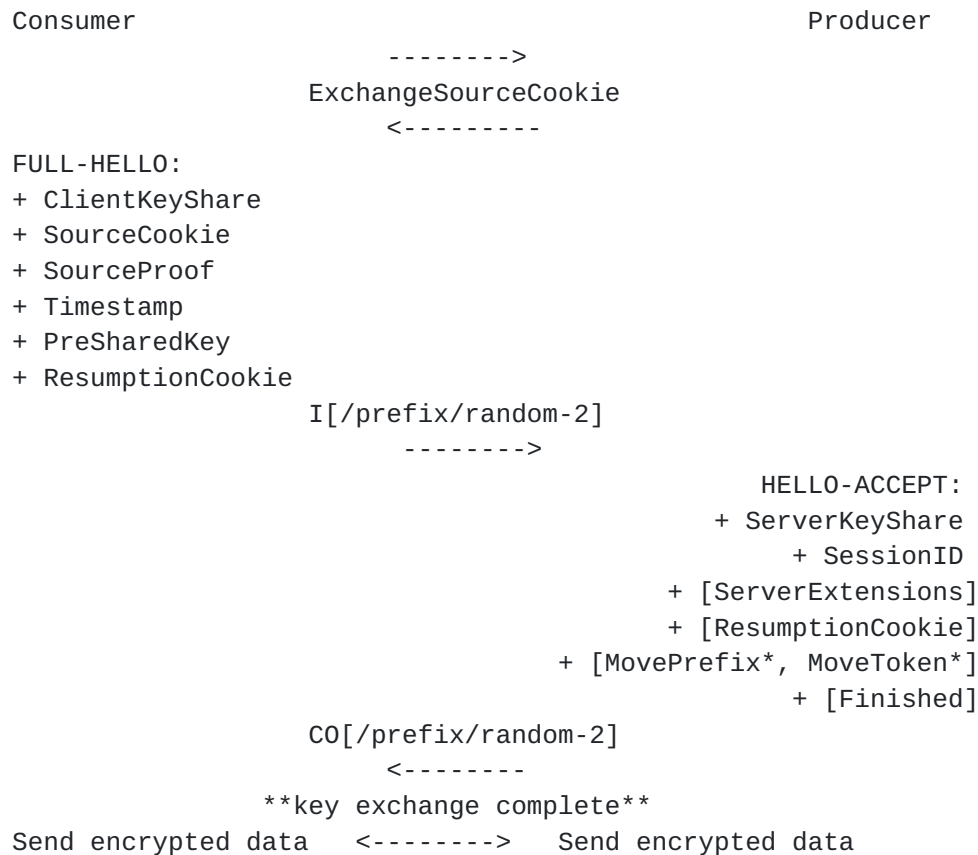 Consumer                                           Producer
                        -------->
                   ExchangeSourceCookie
                        <---------
FULL-HELLO:
+ ClientKeyShare
+ SourceCookie
+ SourceProof
+ Timestamp
+ PreSharedKey
+ ResumptionCookie
                   I[/prefix/random-2]
                         -------->
                                                HELLO-ACCEPT:
                                             + ServerKeyShare
                                                  + SessionID
                                          + [ServerExtensions]
                                          + [ResumptionCookie]
                                   + [MovePrefix*, MoveToken*]
                                                  + [Finished]
                   CO[/prefix/random-2]
                        <--------
                **key exchange complete**
Send encrypted data   <-------->   Send encrypted data